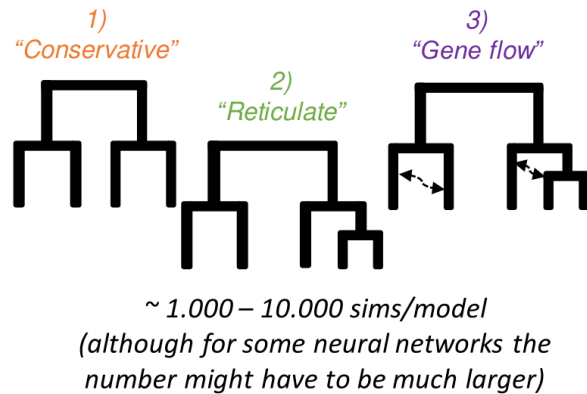 1)
“Conservative”
2)
“Reticulate”
3)
“Gene flow”
~ 1.000 – 10.000 sims/model
(although for some neural networks the
number might have to be much larger)